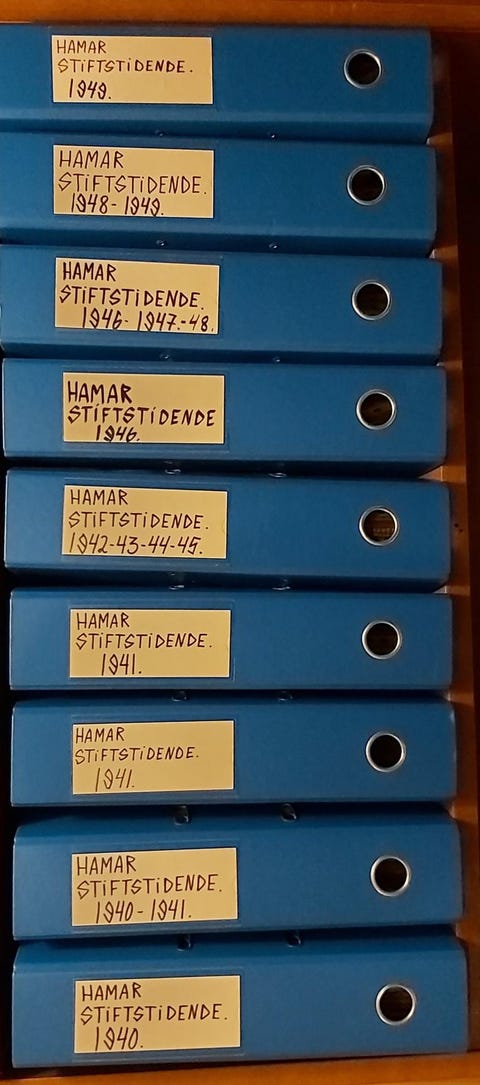 HAMAR
STIFTSTIDENDE.
1949.
HAMAR
STIFTSTIDENDE.
1948-1949.
HAMAR
STIFTSTIDENDE.
1946-1947.-48.
HAMAR
STIFTSTIDENDE
1946.
HAMAR
STIFTSTIDENDE.
1942-43-44-45.
HAMAR
STIFTSTIDENDE.
1941.
HAMAR
STIFTSTIDENDE.
1941.
HAMAR
STIFTSTIDENDE.
1940-1941.
HAMAR
STIFTSTIDENDE.
1940.